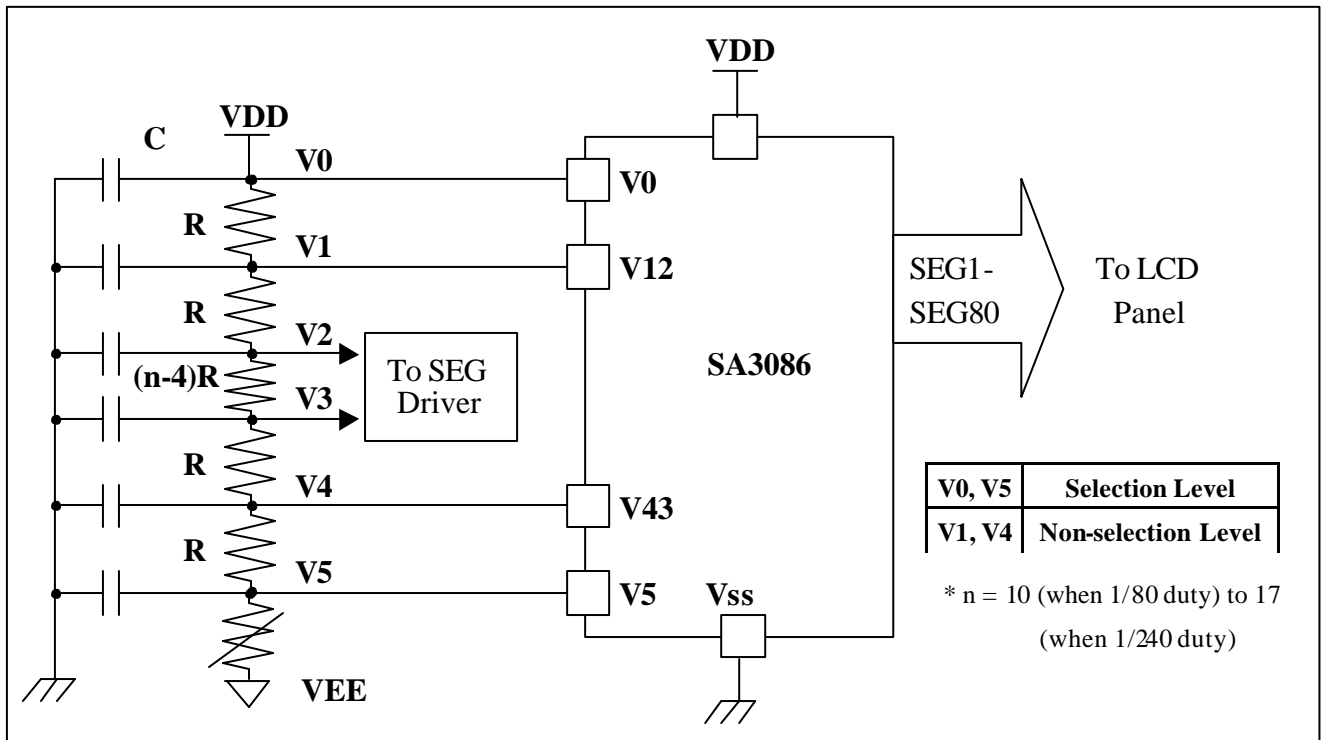 VDD
VDD
C
V0
V0
R
V1
V12
SEG1-
SEG80
To LCD
Panel
R
V2
(n-4)R
To SEG
Driver
SA3086
V3
R
V4
V43
V0, V5 Selection Level
V1, V4 Non-selection Level
R
V5
V5
Vss
* n = 10 (when 1/80 duty) to 17
(when 1/240 duty)
VEE